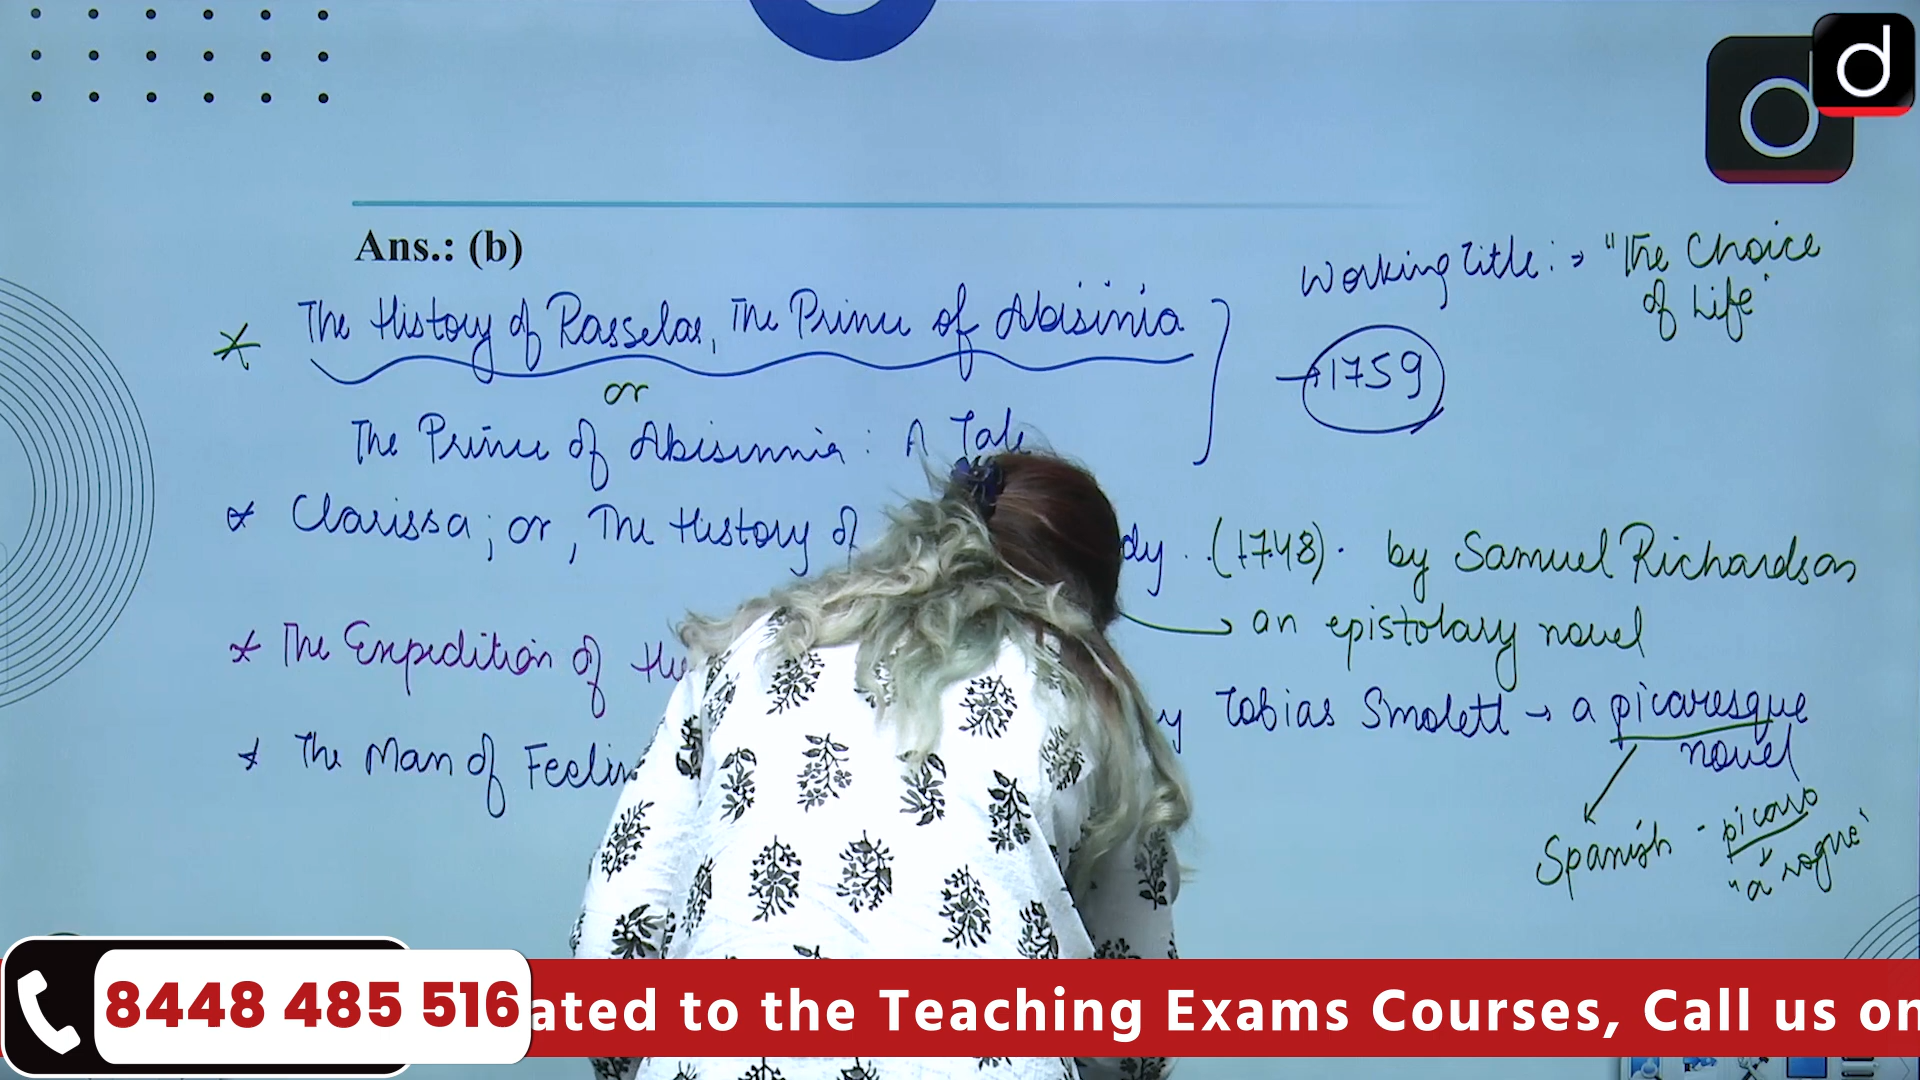 d
Ans.: (b)
Working Title :→ "The Choice
of Life"
The History of Rasselas, The Prince of Abisinia
→ 1759
or
The Prince of Abisinnia : A Tale
Clarissa ; or , The History of dy . (1748) . by Samuel Richardson
→ an epistolary novel
The Expedition of Hu y Tobias Smolett → a picaresque
novel
The Man of Feelin
Spanish - picaro
"a rogue"
8448 485 516
ated to the Teaching Exams Courses, Call us on